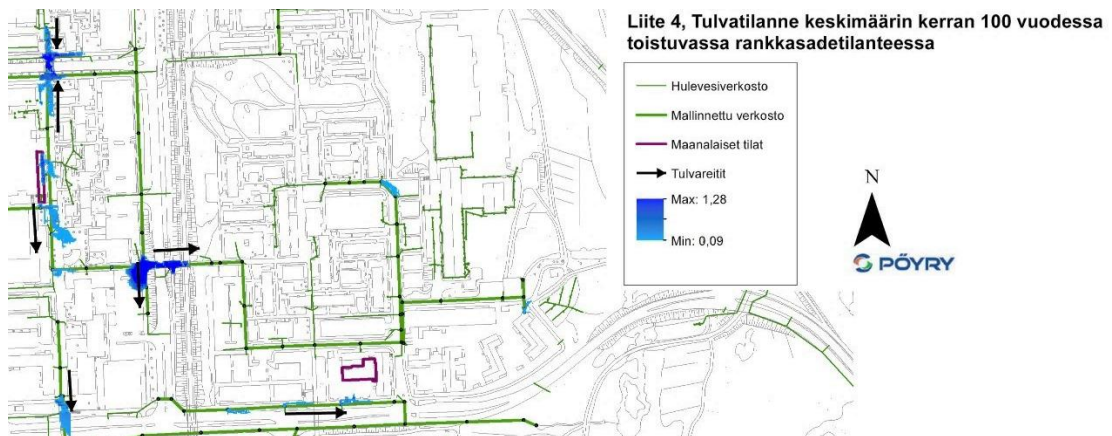 Liite 4, Tulvatilanne keskimäärin kerran 100 vuodessa
toistuvassa rankkasadetilanteessa
Hulevesiverkosto
Mallinnettu verkosto
Maanalaiset tilat
Tulvareitit
Max: 1,28
Min: 0,09
N
PÖYRY